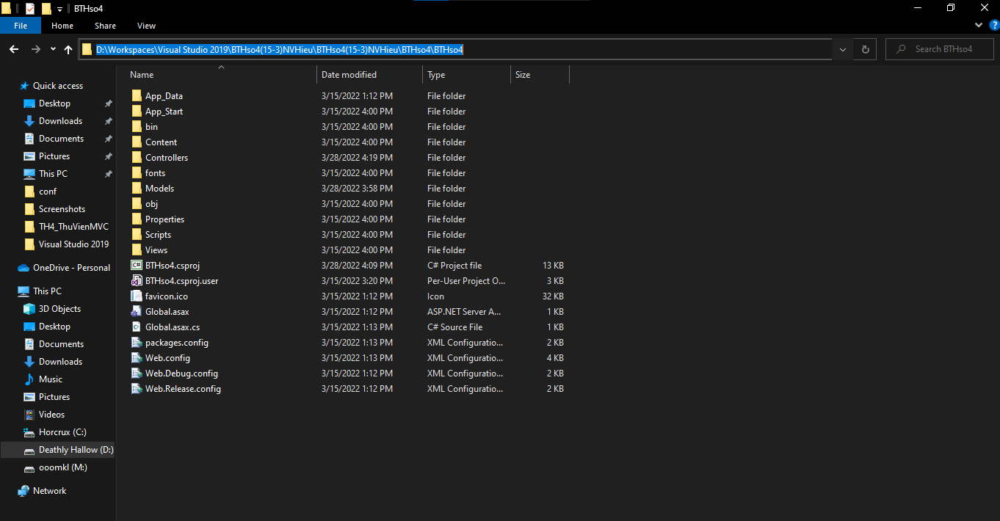 BTHso4
File Home Share View
D:\Workspaces\Visual Studio 2019\BTHso4(15-3)NVHieu\BTHso4(15-3)NVHieu\BTHso4\BTHso4 Search BTHso4
Quick access
Desktop
Downloads
Documents
Pictures
This PC
conf
Screenshots
TH4_ThuVienMVC
Visual Studio 2019
OneDrive - Personal
This PC
3D Objects
Desktop
Documents
Downloads
Music
Pictures
Videos
Horcrux (C:)
Deathly Hallow (D:)
ooomkl (M:)
Network
Name Date modified Type Size
App_Data 3/15/2022 1:12 PM File folder
App_Start 3/15/2022 4:00 PM File folder
bin 3/15/2022 4:00 PM File folder
Content 3/15/2022 4:00 PM File folder
Controllers 3/28/2022 4:19 PM File folder
fonts 3/15/2022 4:00 PM File folder
Models 3/28/2022 3:58 PM File folder
obj 3/15/2022 4:00 PM File folder
Properties 3/15/2022 4:00 PM File folder
Scripts 3/15/2022 4:00 PM File folder
Views 3/15/2022 4:00 PM File folder
BTHso4.csproj 3/28/2022 4:09 PM C# Project file 13 KB
BTHso4.csproj.user 3/15/2022 3:20 PM Per-User Project O... 3 KB
favicon.ico 3/15/2022 1:12 PM Icon 32 KB
Global.asax 3/15/2022 1:12 PM ASP.NET Server A... 1 KB
Global.asax.cs 3/15/2022 1:13 PM C# Source File 1 KB
packages.config 3/15/2022 1:13 PM XML Configuratio... 2 KB
Web.config 3/15/2022 1:13 PM XML Configuratio... 4 KB
Web.Debug.config 3/15/2022 1:12 PM XML Configuratio... 2 KB
Web.Release.config 3/15/2022 1:12 PM XML Configuratio... 2 KB